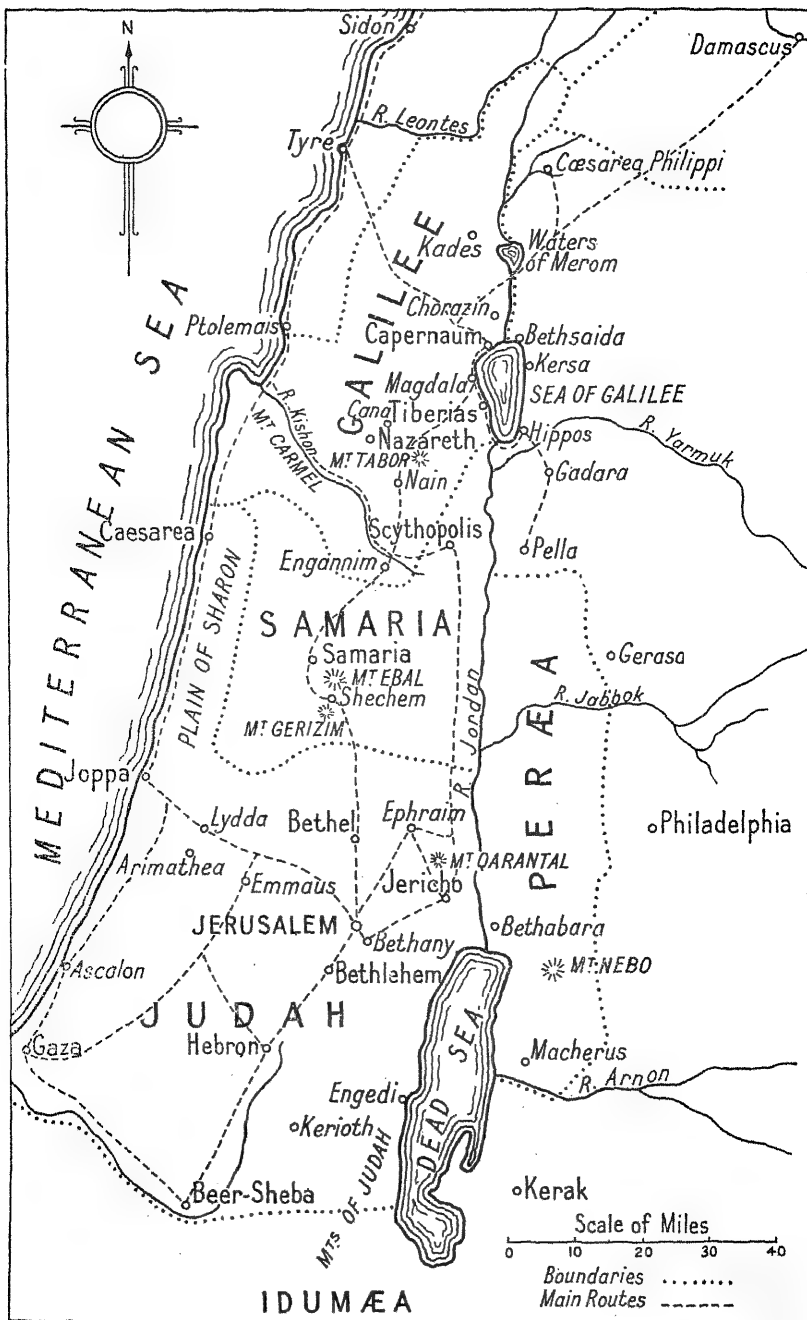 N
Sidon
Damascus
R. Leontes
Tyre
Cæsarea Philippi
Kades
Waters
of Merom
GALILEE
MEDITERRANEAN SEA
Chorazin
Ptolemais
Capernaum
Bethsaida
Kersa
Magdala
SEA OF GALILEE
Cana
Tiberias
R. Kishon
MT CARMEL
Nazareth
Hippos
R. Yarmuk
MT TABOR
Gadara
Nain
Caesarea
Scythopolis
Pella
Engannim
PLAIN OF SHARON
SAMARIA
Samaria
Gerasa
MT EBAL
Shechem
R. Jordan
R. Jabbok
MT GERIZIM
PERÆA
Joppa
Lydda
Bethel
Ephraim
Philadelphia
Arimathea
MT QARANTAL
Emmaus
Jericho
JERUSALEM
Bethabara
Bethany
Ascalon
Bethlehem
MT NEBO
JUDAH
Gaza
Hebron
Macherus
DEAD SEA
R. Arnon
Engedi
Kerioth
MTS OF JUDAH
Beer-Sheba
Kerak
Scale of Miles
0 10 20 30 40
Boundaries
Main Routes
IDUMÆA